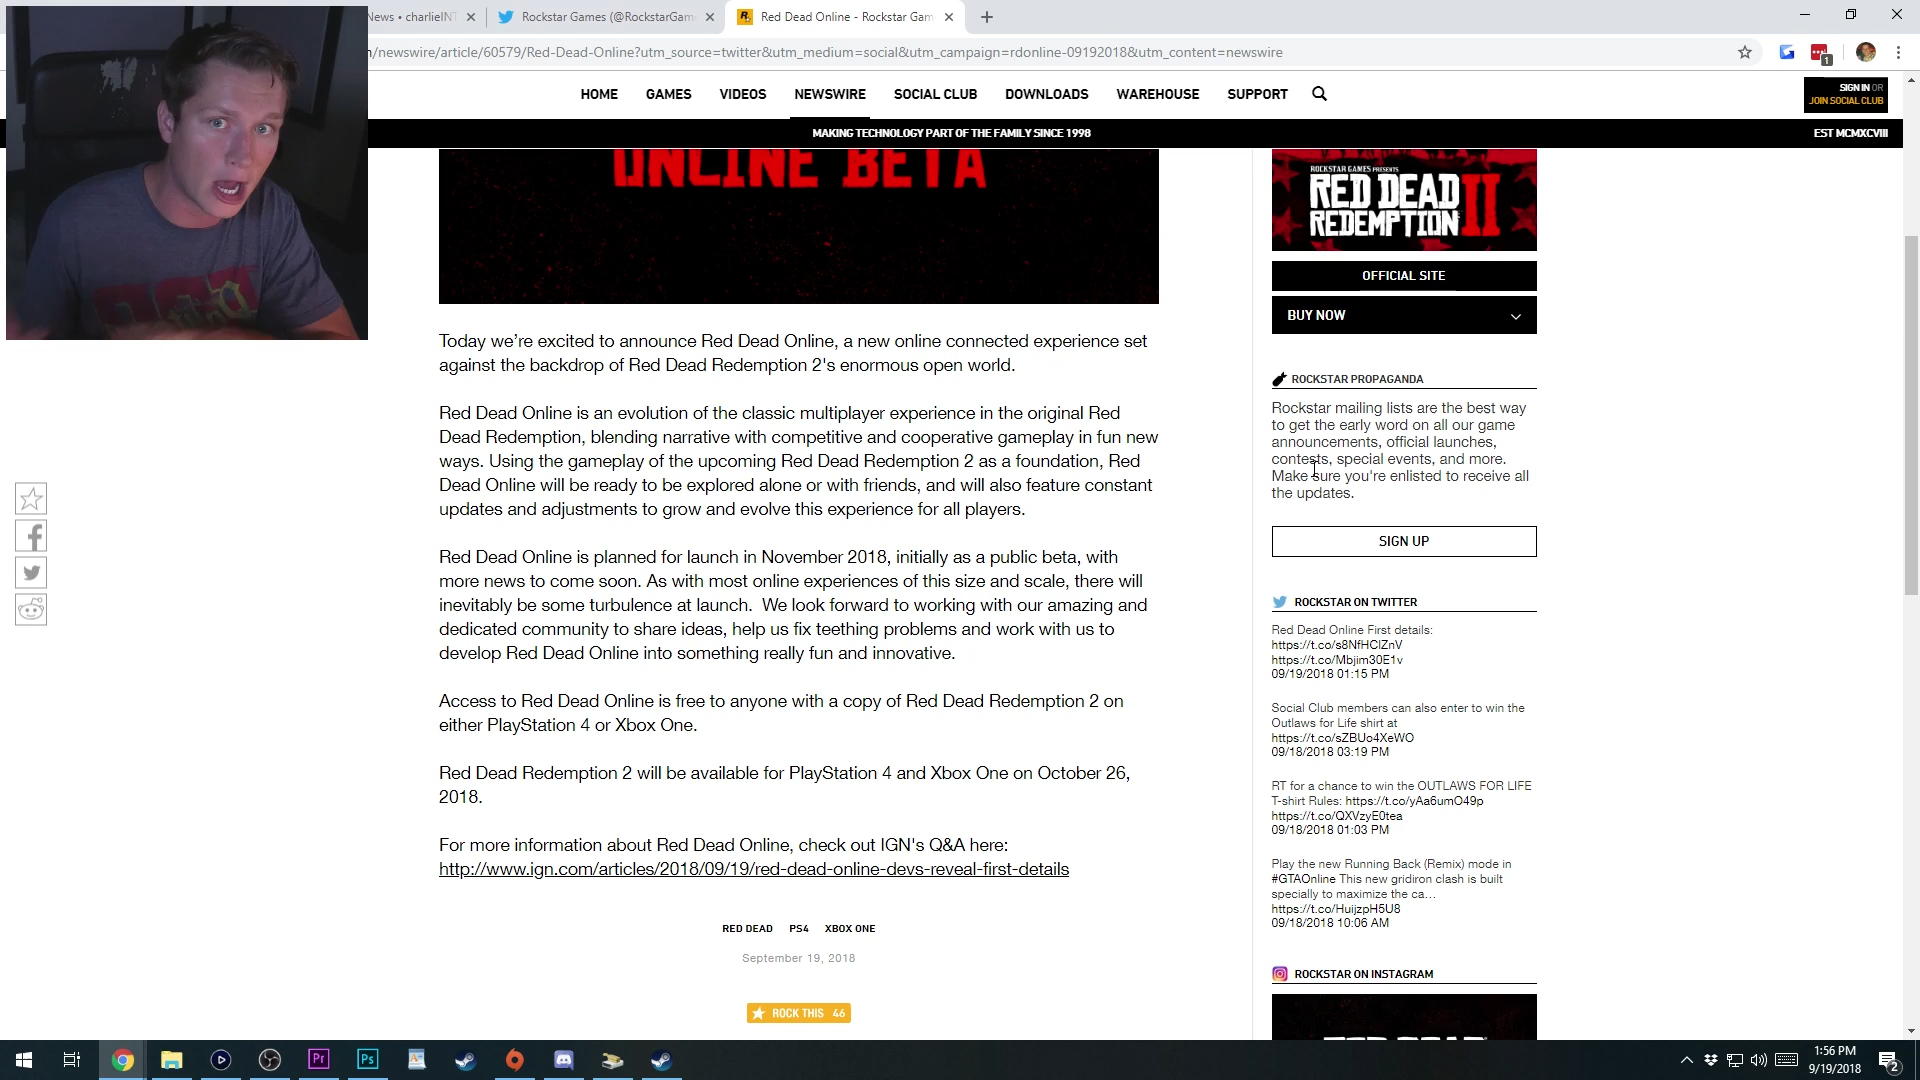 News • charlieINT
Rockstar Games (@RockstarGam
Red Dead Online - Rockstar Gam
n/newswire/article/60579/Red-Dead-Online?utm_source=twitter&utm_medium=social&utm_campaign=rdonline-09192018&utm_content=newswire
1
HOME GAMES VIDEOS NEWSWIRE SOCIAL CLUB DOWNLOADS WAREHOUSE SUPPORT
SIGN IN OR
JOIN SOCIAL CLUB
MAKING TECHNOLOGY PART OF THE FAMILY SINCE 1998
EST MCMXCVIII
ONLINE BETA
Today we’re excited to announce Red Dead Online, a new online connected experience set
against the backdrop of Red Dead Redemption 2's enormous open world.
Red Dead Online is an evolution of the classic multiplayer experience in the original Red
Dead Redemption, blending narrative with competitive and cooperative gameplay in fun new
ways. Using the gameplay of the upcoming Red Dead Redemption 2 as a foundation, Red
Dead Online will be ready to be explored alone or with friends, and will also feature constant
updates and adjustments to grow and evolve this experience for all players.
Red Dead Online is planned for launch in November 2018, initially as a public beta, with
more news to come soon. As with most online experiences of this size and scale, there will
inevitably be some turbulence at launch.  We look forward to working with our amazing and
dedicated community to share ideas, help us fix teething problems and work with us to
develop Red Dead Online into something really fun and innovative.
Access to Red Dead Online is free to anyone with a copy of Red Dead Redemption 2 on
either PlayStation 4 or Xbox One.
Red Dead Redemption 2 will be available for PlayStation 4 and Xbox One on October 26,
2018.
For more information about Red Dead Online, check out IGN's Q&A here:
http://www.ign.com/articles/2018/09/19/red-dead-online-devs-reveal-first-details
RED DEAD PS4 XBOX ONE
September 19, 2018
ROCK THIS 46
ROCKSTAR GAMES PRESENTS
RED DEAD
REDEMPTION II
OFFICIAL SITE
BUY NOW
ROCKSTAR PROPAGANDA
Rockstar mailing lists are the best way
to get the early word on all our game
announcements, official launches,
contests, special events, and more.
Make sure you're enlisted to receive all
the updates.
SIGN UP
ROCKSTAR ON TWITTER
Red Dead Online First details:
https://t.co/s8NfHClZnV
https://t.co/Mbjim30E1v
09/19/2018 01:15 PM
Social Club members can also enter to win the
Outlaws for Life shirt at
https://t.co/sZBUo4XeWO
09/18/2018 03:19 PM
RT for a chance to win the OUTLAWS FOR LIFE
T-shirt Rules: https://t.co/yAa6umO49p
https://t.co/QXVzyE0tea
09/18/2018 01:03 PM
Play the new Running Back (Remix) mode in
#GTAOnline This new gridiron clash is built
specially to maximize the ca…
https://t.co/HuijzpH5U8
09/18/2018 10:06 AM
ROCKSTAR ON INSTAGRAM
Pr
Ps
1:56 PM
9/19/2018
2